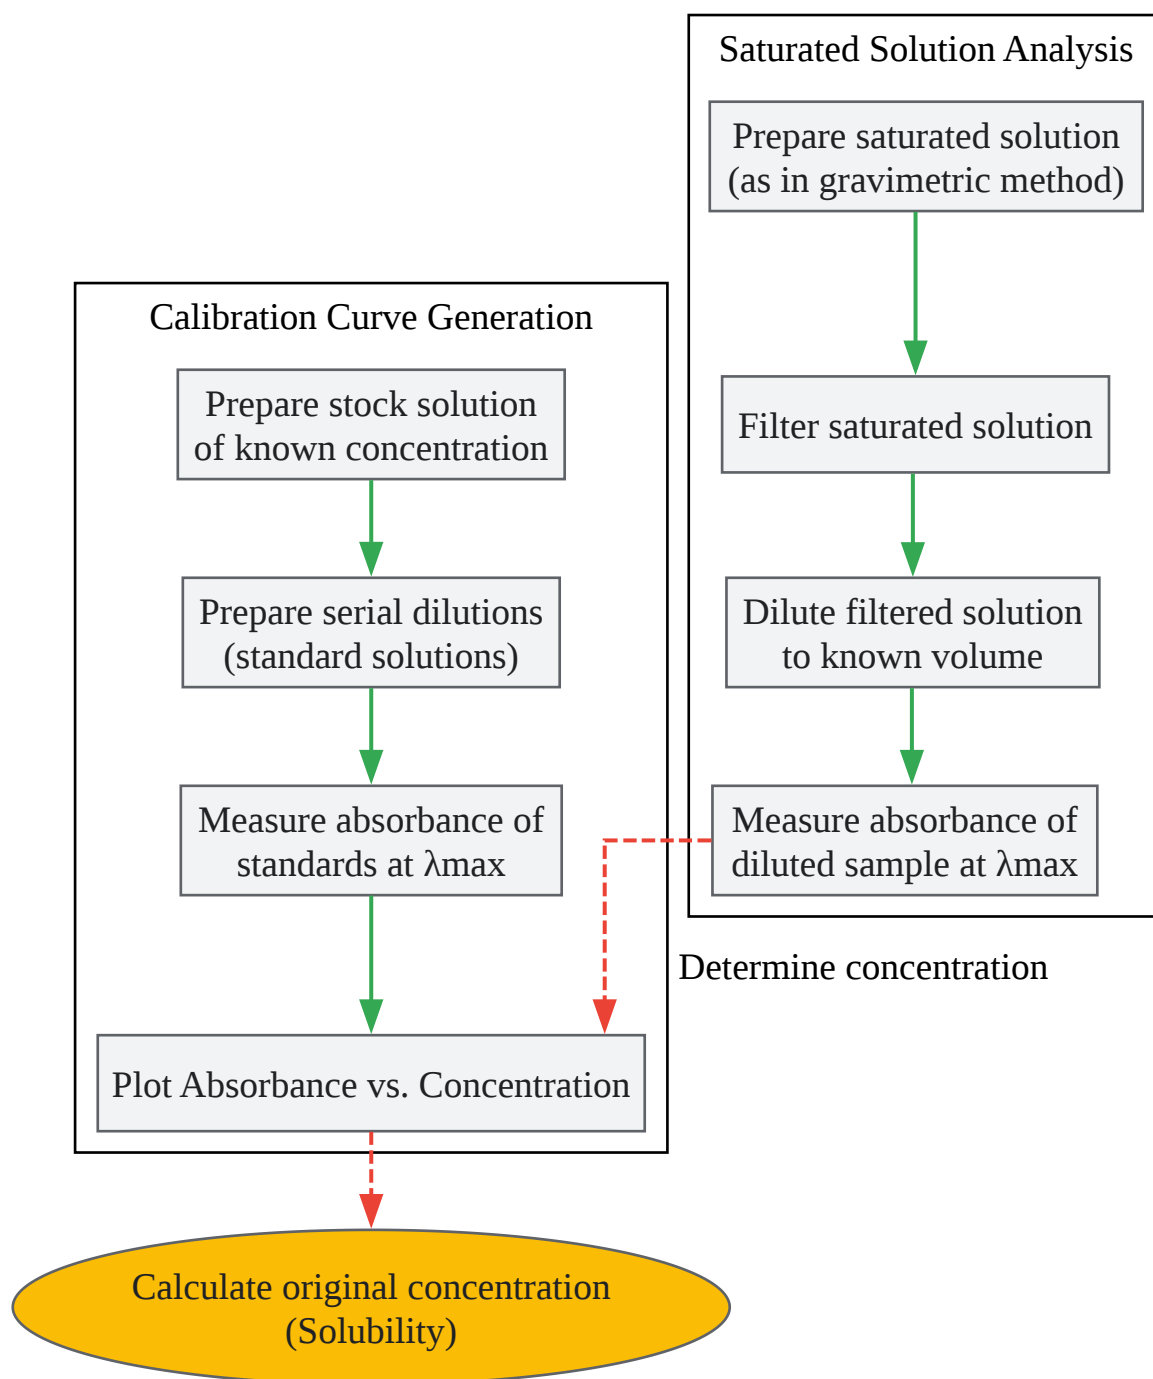 Saturated Solution Analysis
Prepare saturated solution
(as in gravimetric method)
Filter saturated solution
Dilute filtered solution
to known volume
Measure absorbance of
diluted sample at λmax
Calibration Curve Generation
Prepare stock solution
of known concentration
Prepare serial dilutions
(standard solutions)
Measure absorbance of
standards at λmax
Determine concentration
Plot Absorbance vs. Concentration
Calculate original concentration
(Solubility)